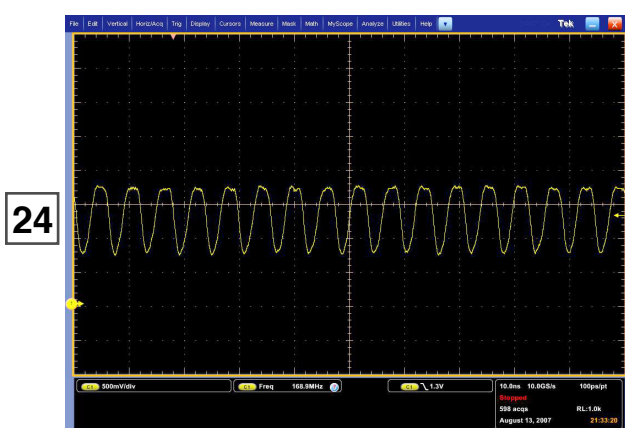 File Edit Vertical Horiz/Acq Trig Display Cursors Measure Mask Math MyScope Analyze Utilities Help Tek
24
C1 500mV/div C1 Freq 168.9MHz C1 1.3V 10.0ns 10.0GS/s 100ps/pt
Stopped
598 acqs RL:1.0k
August 13, 2007 21:33:20